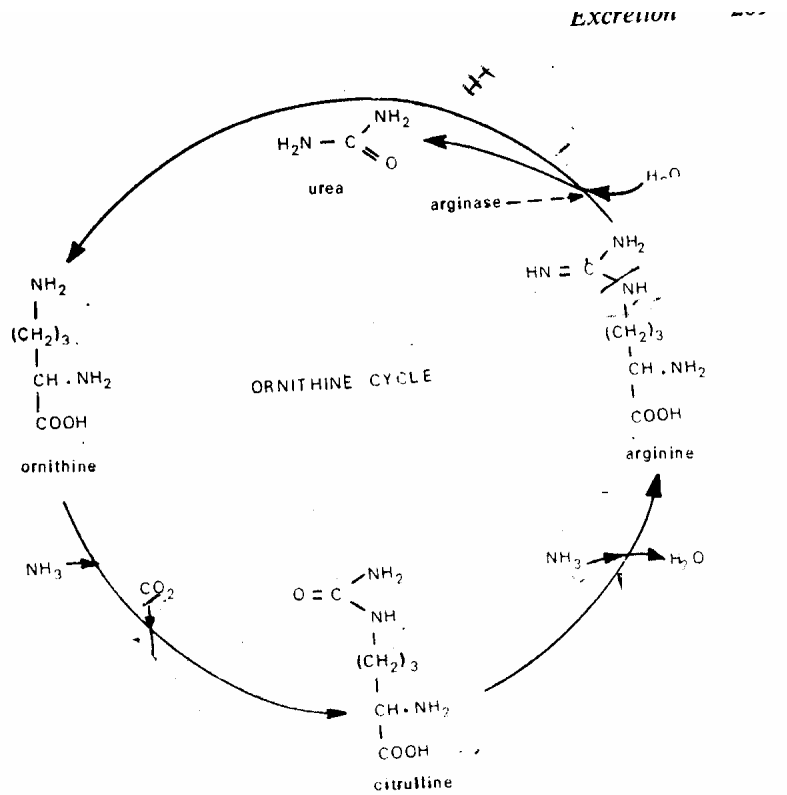 Excretion
NH₂
H₂N – C
O
urea
H₂O
arginase
NH₂
HN = C
NH
(CH₂)₃
CH . NH₂
COOH
arginine
NH₂
(CH₂)₃
CH . NH₂
COOH
ornithine
ORNITHINE CYCLE
NH₃
CO₂
NH₃
H₂O
NH₂
O = C
NH
(CH₂)₃
CH . NH₂
COOH
citrulline